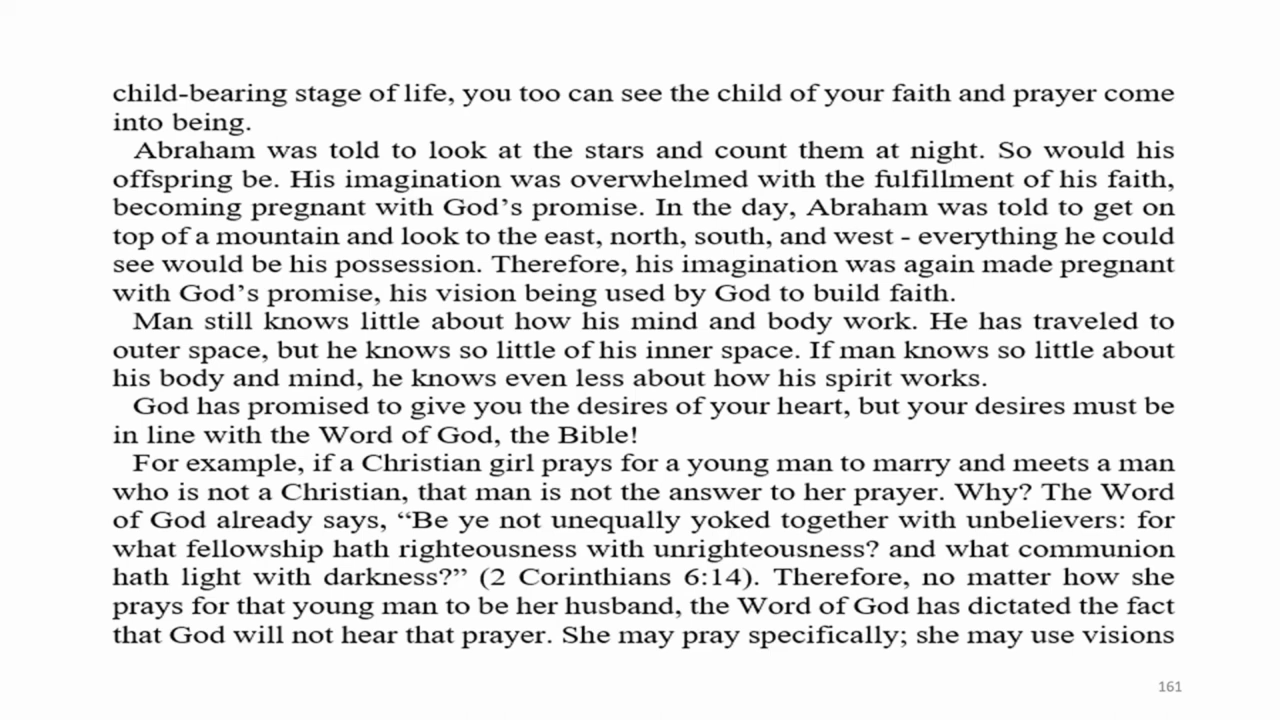 child-bearing stage of life, you too can see the child of your faith and prayer come
into being.
Abraham was told to look at the stars and count them at night. So would his
offspring be. His imagination was overwhelmed with the fulfillment of his faith,
becoming pregnant with God’s promise. In the day, Abraham was told to get on
top of a mountain and look to the east, north, south, and west - everything he could
see would be his possession. Therefore, his imagination was again made pregnant
with God’s promise, his vision being used by God to build faith.
Man still knows little about how his mind and body work. He has traveled to
outer space, but he knows so little of his inner space. If man knows so little about
his body and mind, he knows even less about how his spirit works.
God has promised to give you the desires of your heart, but your desires must be
in line with the Word of God, the Bible!
For example, if a Christian girl prays for a young man to marry and meets a man
who is not a Christian, that man is not the answer to her prayer. Why? The Word
of God already says, “Be ye not unequally yoked together with unbelievers: for
what fellowship hath righteousness with unrighteousness? and what communion
hath light with darkness?” (2 Corinthians 6:14). Therefore, no matter how she
prays for that young man to be her husband, the Word of God has dictated the fact
that God will not hear that prayer. She may pray specifically; she may use visions
161